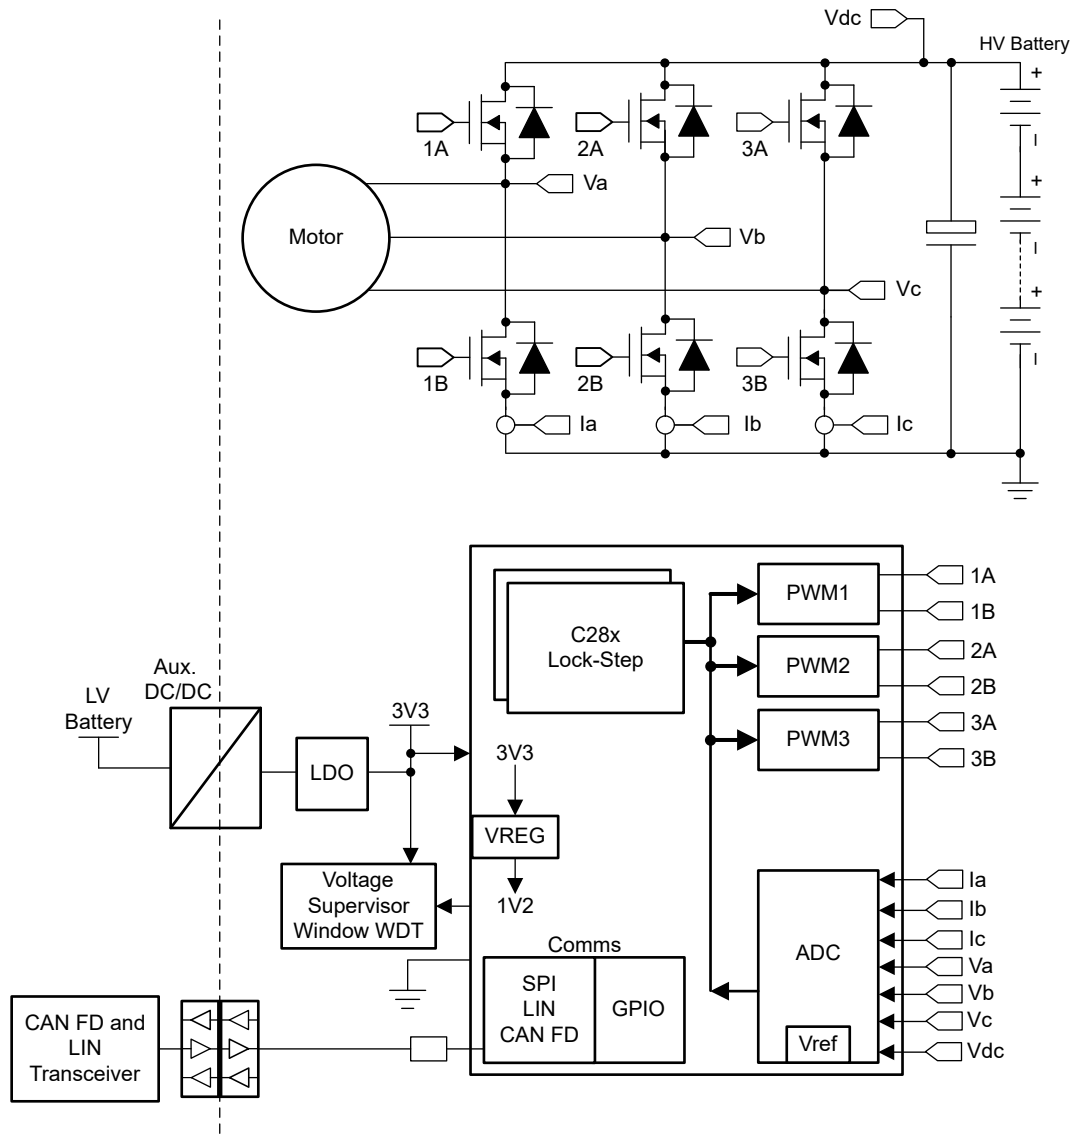 Vdc
HV Battery
+
1A
2A
3A
Va
+
Motor
Vb
Vc
+
1B
2B
3B
Ia
Ib
Ic
C28x
Lock-Step
PWM1
1A
1B
PWM2
2A
2B
PWM3
3A
3B
Aux.
DC/DC
LV
Battery
LDO
3V3
3V3
VREG
1V2
Voltage
Supervisor
Window WDT
Comms
SPI
LIN
CAN FD
GPIO
ADC
Vref
Ia
Ib
Ic
Va
Vb
Vc
Vdc
CAN FD and
LIN
Transceiver